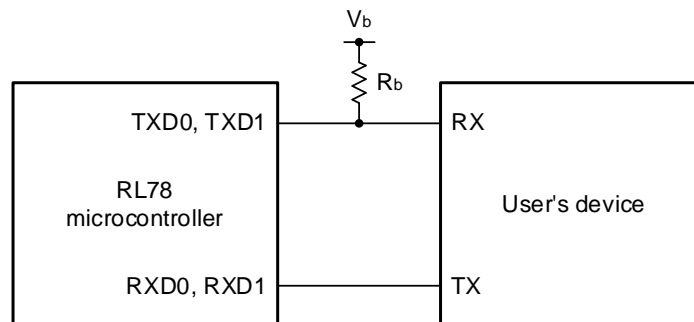 Vb
Rb
TXD0, TXD1
RX
RL78
microcontroller
User's device
RXD0, RXD1
TX